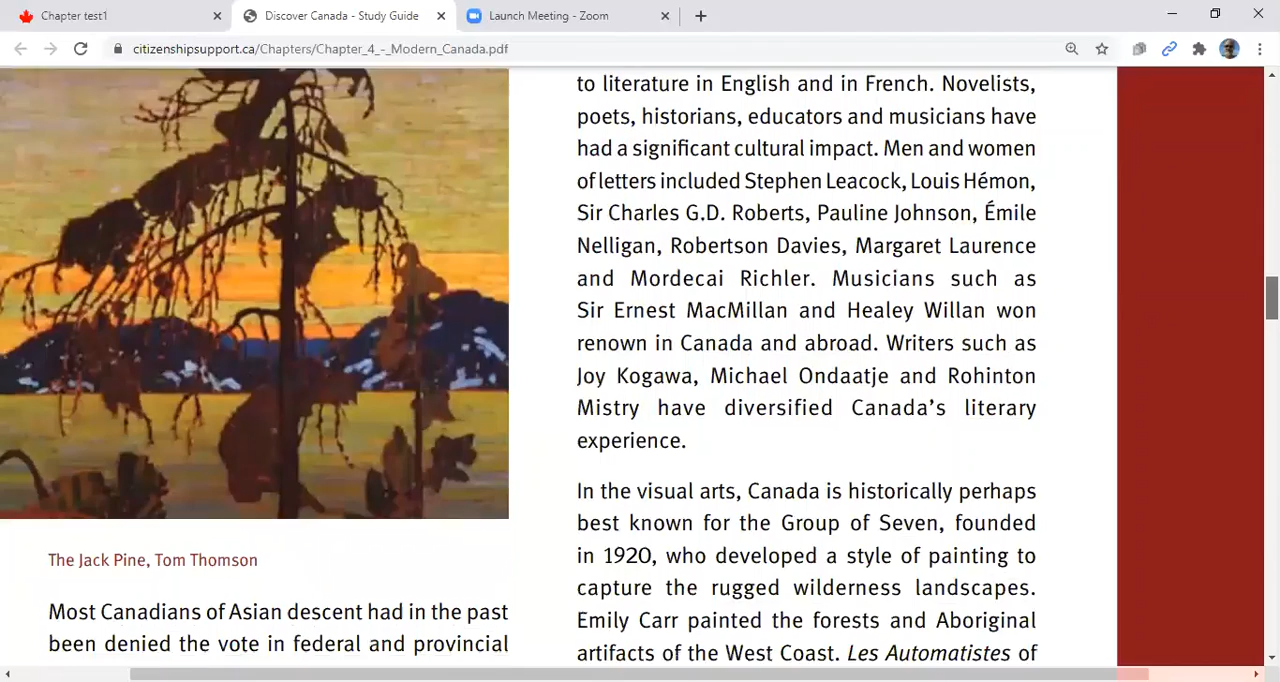 Chapter test1
Discover Canada - Study Guide
Launch Meeting - Zoom
citizenshipsupport.ca/Chapters/Chapter_4_-_Modern_Canada.pdf
The Jack Pine, Tom Thomson
Most Canadians of Asian descent had in the past
been denied the vote in federal and provincial
to literature in English and in French. Novelists,
poets, historians, educators and musicians have
had a significant cultural impact. Men and women
of letters included Stephen Leacock, Louis Hémon,
Sir Charles G.D. Roberts, Pauline Johnson, Émile
Nelligan, Robertson Davies, Margaret Laurence
and Mordecai Richler. Musicians such as
Sir Ernest MacMillan and Healey Willan won
renown in Canada and abroad. Writers such as
Joy Kogawa, Michael Ondaatje and Rohinton
Mistry have diversified Canada's literary
experience.
In the visual arts, Canada is historically perhaps
best known for the Group of Seven, founded
in 1920, who developed a style of painting to
capture the rugged wilderness landscapes.
Emily Carr painted the forests and Aboriginal
artifacts of the West Coast. Les Automatistes of